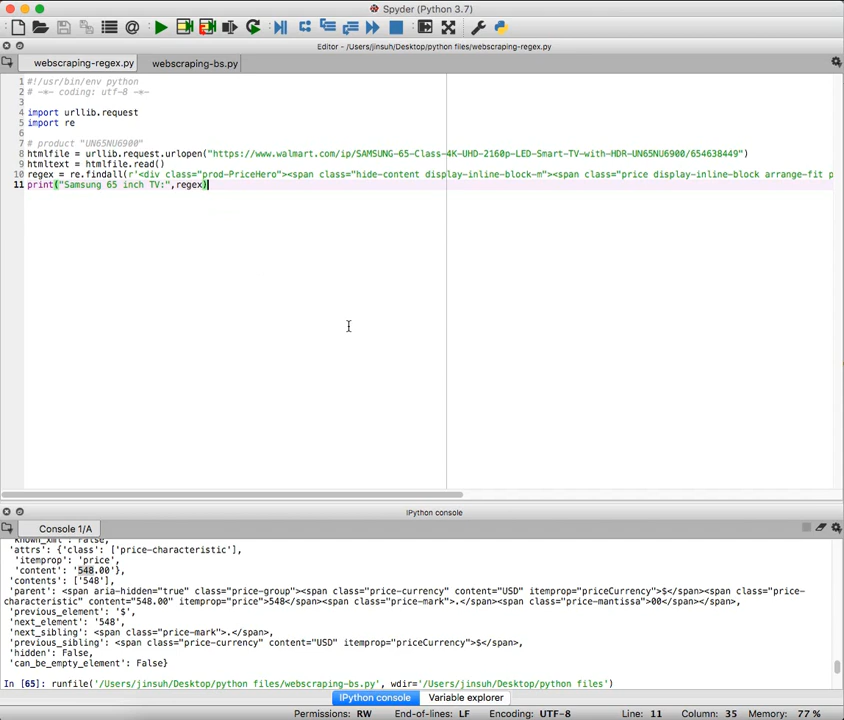 Spyder (Python 3.7)
Editor - /Users/jinsuh/Desktop/python files/webscraping-regex.py
webscraping-regex.py
webscraping-bs.py
1 #!/usr/bin/env python
2 # -*- coding: utf-8 -*-
3
4 import urllib.request
5 import re
6
7 # product "UN65NU6900"
8 htmlfile = urllib.request.urlopen("https://www.walmart.com/ip/SAMSUNG-65-Class-4K-UHD-2160p-LED-Smart-TV-with-HDR-UN65NU6900/654638449")
9 htmltext = htmlfile.read()
10 regex = re.findall(r'<div class="prod-PriceHero"><span class="hide-content display-inline-block-m"><span class="price display-inline-block arrange-fit p
11 print("Samsung 65 inch TV:",regex)
IPython console
Console 1/A
'known_xml': False,
'attrs': {'class': ['price-characteristic'],
'itemprop': 'price',
'content': '548.00'},
'contents': ['548'],
'parent': <span aria-hidden="true" class="price-group"><span class="price-currency" content="USD" itemprop="priceCurrency">$</span><span class="price-
characteristic" content="548.00" itemprop="price">548</span><span class="price-mark">.</span><span class="price-mantissa">00</span></span>,
'previous_element': '$',
'next_element': '548',
'next_sibling': <span class="price-mark">.</span>,
'previous_sibling': <span class="price-currency" content="USD" itemprop="priceCurrency">$</span>,
'hidden': False,
'can_be_empty_element': False}
In [65]: runfile('/Users/jinsuh/Desktop/python files/webscraping-bs.py', wdir='/Users/jinsuh/Desktop/python files')
IPython console
Variable explorer
Permissions: RW End-of-lines: LF Encoding: UTF-8 Line: 11 Column: 35 Memory: 77 %